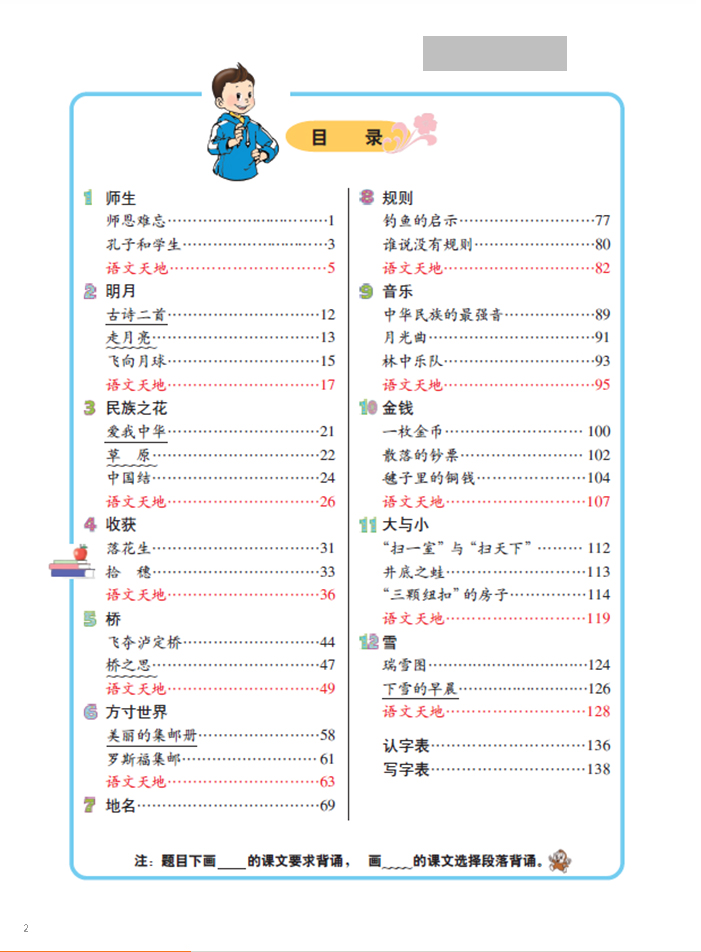 目 录
1 师生
师恩难忘……………………………1
孔子和学生…………………………3
语文天地……………………………5
2 明月
古诗二首……………………………12
走月亮………………………………13
飞向月球……………………………15
语文天地……………………………17
3 民族之花
爱我中华……………………………21
草 原………………………………22
中国结………………………………24
语文天地……………………………26
4 收获
落花生………………………………31
拾 穗………………………………33
语文天地……………………………36
5 桥
飞夺泸定桥…………………………44
桥之思………………………………47
语文天地……………………………49
6 方寸世界
美丽的集邮册………………………58
罗斯福集邮…………………………61
语文天地……………………………63
7 地名…………………………………69
8 规则
钓鱼的启示…………………………77
谁说没有规则………………………80
语文天地……………………………82
9 音乐
中华民族的最强音…………………89
月光曲………………………………91
林中乐队……………………………93
语文天地……………………………95
10 金钱
一枚金币……………………………100
散落的钞票…………………………102
毽子里的铜钱………………………104
语文天地……………………………107
11 大与小
“扫一室”与“扫天下”………112
井底之蛙……………………………113
“三颗纽扣”的房子………………114
语文天地……………………………119
12 雪
瑞雪图………………………………124
下雪的早晨…………………………126
语文天地……………………………128
认字表………………………………136
写字表………………………………138
注：题目下画____的课文要求背诵， 画﹏﹏的课文选择段落背诵。
2